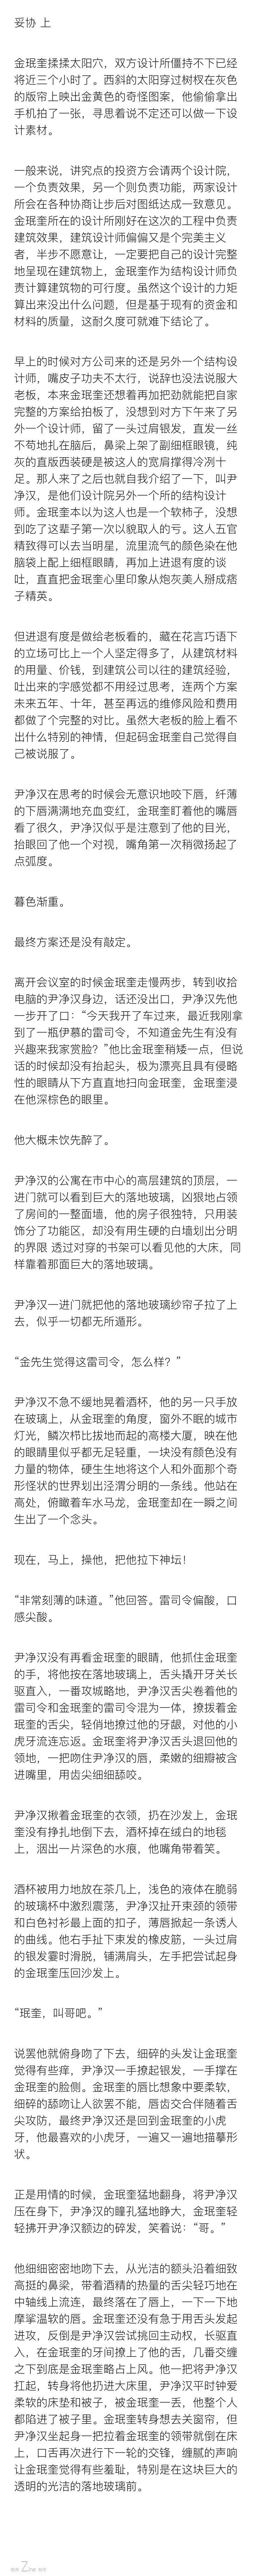 妥协 上
金珉奎揉揉太阳穴，双方设计所僵持不下已经
将近三个小时了。西斜的太阳穿过树杈在灰色
的版帘上映出金黄色的奇怪图案，他偷偷拿出
手机拍了一张，寻思着说不定还可以做一下设
计素材。
一般来说，讲究点的投资方会请两个设计院，
一个负责效果，另一个则负责功能，两家设计
所会在各种协商让步后对图纸达成一致意见。
金珉奎所在的设计所刚好在这次的工程中负责
建筑效果，建筑设计师偏偏又是个完美主义
者，半步不愿意让，一定要把自己的设计完整
地呈现在建筑物上，金珉奎作为结构设计师负
责计算建筑物的可行度。虽然这个设计的力矩
算出来没出什么问题，但是基于现有的资金和
材料的质量，这耐久度可就难下结论了。
早上的时候对方公司来的还是另外一个结构设
计师，嘴皮子功夫不太行，说辞也没法说服大
老板，本来金珉奎还想着再加把劲就能把自家
完整的方案给拍板了，没想到对方下午来了另
外一个设计师，留了一头过肩银发，直发一丝
不苟地扎在脑后，鼻梁上架了副细框眼镜，纯
灰的直版西装硬是被这人的宽肩撑得冷冽十
足。那人来了之后也就自我介绍了一下，叫尹
净汉，是他们设计院另外一个所的结构设计
师。金珉奎本以为这人也是一个软柿子，没想
到吃了这辈子第一次以貌取人的亏。这人五官
精致得可以去当明星，流里流气的颜色染在他
脑袋上配上细框眼睛，再加上进退有度的谈
吐，直直把金珉奎心里印象从炮灰美人掰成痞
子精英。
但进退有度是做给老板看的，藏在花言巧语下
的立场可比上一个人坚定得多了，从建筑材料
的用量、价钱，到建筑公司以往的建筑经验，
吐出来的字感觉都不用经过思考，连两个方案
未来五年、十年，甚至再远的维修风险和费用
都做了个完整的对比。虽然大老板的脸上看不
出什么特别的神情，但起码金珉奎自己觉得自
己被说服了。
尹净汉在思考的时候会无意识地咬下唇，纤薄
的下唇满满地充血变红，金珉奎盯着他的嘴唇
看了很久，尹净汉似乎是注意到了他的目光，
抬眼回了他一个对视，嘴角第一次稍微扬起了
点弧度。
暮色渐重。
最终方案还是没有敲定。
离开会议室的时候金珉奎走慢两步，转到收拾
电脑的尹净汉身边，话还没出口，尹净汉先他
一步开了口：“今天我开了车过来，最近我刚拿
到了一瓶伊慕的雷司令，不知道金先生有没有
兴趣来我家赏脸？”他比金珉奎稍矮一点，但说
话的时候却没有抬起头，极为漂亮且具有侵略
性的眼睛从下方直直地扫向金珉奎，金珉奎浸
在他深棕色的眼里。
他大概未饮先醉了。
尹净汉的公寓在市中心的高层建筑的顶层，一
进门就可以看到巨大的落地玻璃，凶狠地占领
了房间的一整面墙，他的房子很独特，只用装
饰分了功能区，却没有用生硬的白墙划出分明
的界限 透过对穿的书架可以看见他的大床，同
样靠着那面巨大的落地玻璃。
尹净汉一进门就把他的落地玻璃纱帘子拉了上
去，似乎一切都无所遁形。
“金先生觉得这雷司令，怎么样？”
尹净汉不急不缓地晃着酒杯，他的另一只手放
在玻璃上，从金珉奎的角度，窗外不眠的城市
灯光，鳞次栉比拔地而起的高楼大厦，映在他
的眼睛里似乎都无足轻重，一块没有颜色没有
力量的物体，硬生生地将这个人和外面那个奇
形怪状的世界划出泾渭分明的一条线。他站在
高处，俯瞰着车水马龙，金珉奎却在一瞬之间
生出了一个念头。
现在，马上，操他，把他拉下神坛！
“非常刻薄的味道。”他回答。雷司令偏酸，口
感尖酸。
尹净汉没有再看金珉奎的眼睛，他抓住金珉奎
的手，将他按在落地玻璃上，舌头撬开牙关长
驱直入，一番攻城略地，尹净汉舌尖卷着他的
雷司令和金珉奎的雷司令混为一体，撩拨着金
珉奎的舌尖，轻俏地撩过他的牙龈，对他的小
虎牙流连忘返。金珉奎将尹净汉舌头退回他的
领地，一把吻住尹净汉的唇，柔嫩的细瓣被含
进嘴里，用齿尖细细舔咬。
尹净汉揪着金珉奎的衣领，扔在沙发上，金珉
奎没有挣扎地倒下去，酒杯掉在绒白的地毯
上，洇出一片深色的水痕，他嘴角带着笑。
酒杯被用力地放在茶几上，浅色的液体在脆弱
的玻璃杯中激烈震荡，尹净汉扯开束颈的领带
和白色衬衫最上面的扣子，薄唇掀起一条诱人
的曲线。他右手扯下束发的橡皮筋，一头过肩
的银发霎时滑脱，铺满肩头，左手把尝试起身
的金珉奎压回沙发上。
“珉奎，叫哥吧。”
说罢他就俯身吻了下去，细碎的头发让金珉奎
觉得有些痒，尹净汉一手撩起银发，一手撑在
金珉奎的脸侧。金珉奎的唇比想象中要柔软，
细碎的舔吻让人欲罢不能，唇齿交合伴随着舌
尖攻防，最终尹净汉还是回到金珉奎的小虎
牙，他最喜欢的小虎牙，一遍又一遍地描摹形
状。
正是用情的时候，金珉奎猛地翻身，将尹净汉
压在身下，尹净汉的瞳孔猛地睁大，金珉奎轻
轻拂开尹净汉额边的碎发，笑着说：“哥。”
他细细密密地吻下去，从光洁的额头沿着细致
高挺的鼻梁，带着酒精的热量的舌尖轻巧地在
中轴线上流连，最终落在了唇上，一下一下地
摩挲温软的唇。金珉奎还没有急于用舌头发起
进攻，反倒是尹净汉尝试挑回主动权，长驱直
入，在金珉奎的牙间撩上了他的舌，几番交缠
之下到底是金珉奎略占上风。他一把将尹净汉
扛起，转身将他扔进大床里，尹净汉平时钟爱
柔软的床垫和被子，被金珉奎一丢，他整个人
都陷进了被子里。金珉奎转身想去关窗帘，但
尹净汉坐起身一把拉着金珉奎的领带就倒在床
上，口舌再次进行下一轮的交锋，缠腻的声响
让金珉奎觉得有些羞耻，特别是在这块巨大的
透明的光洁的落地玻璃前。